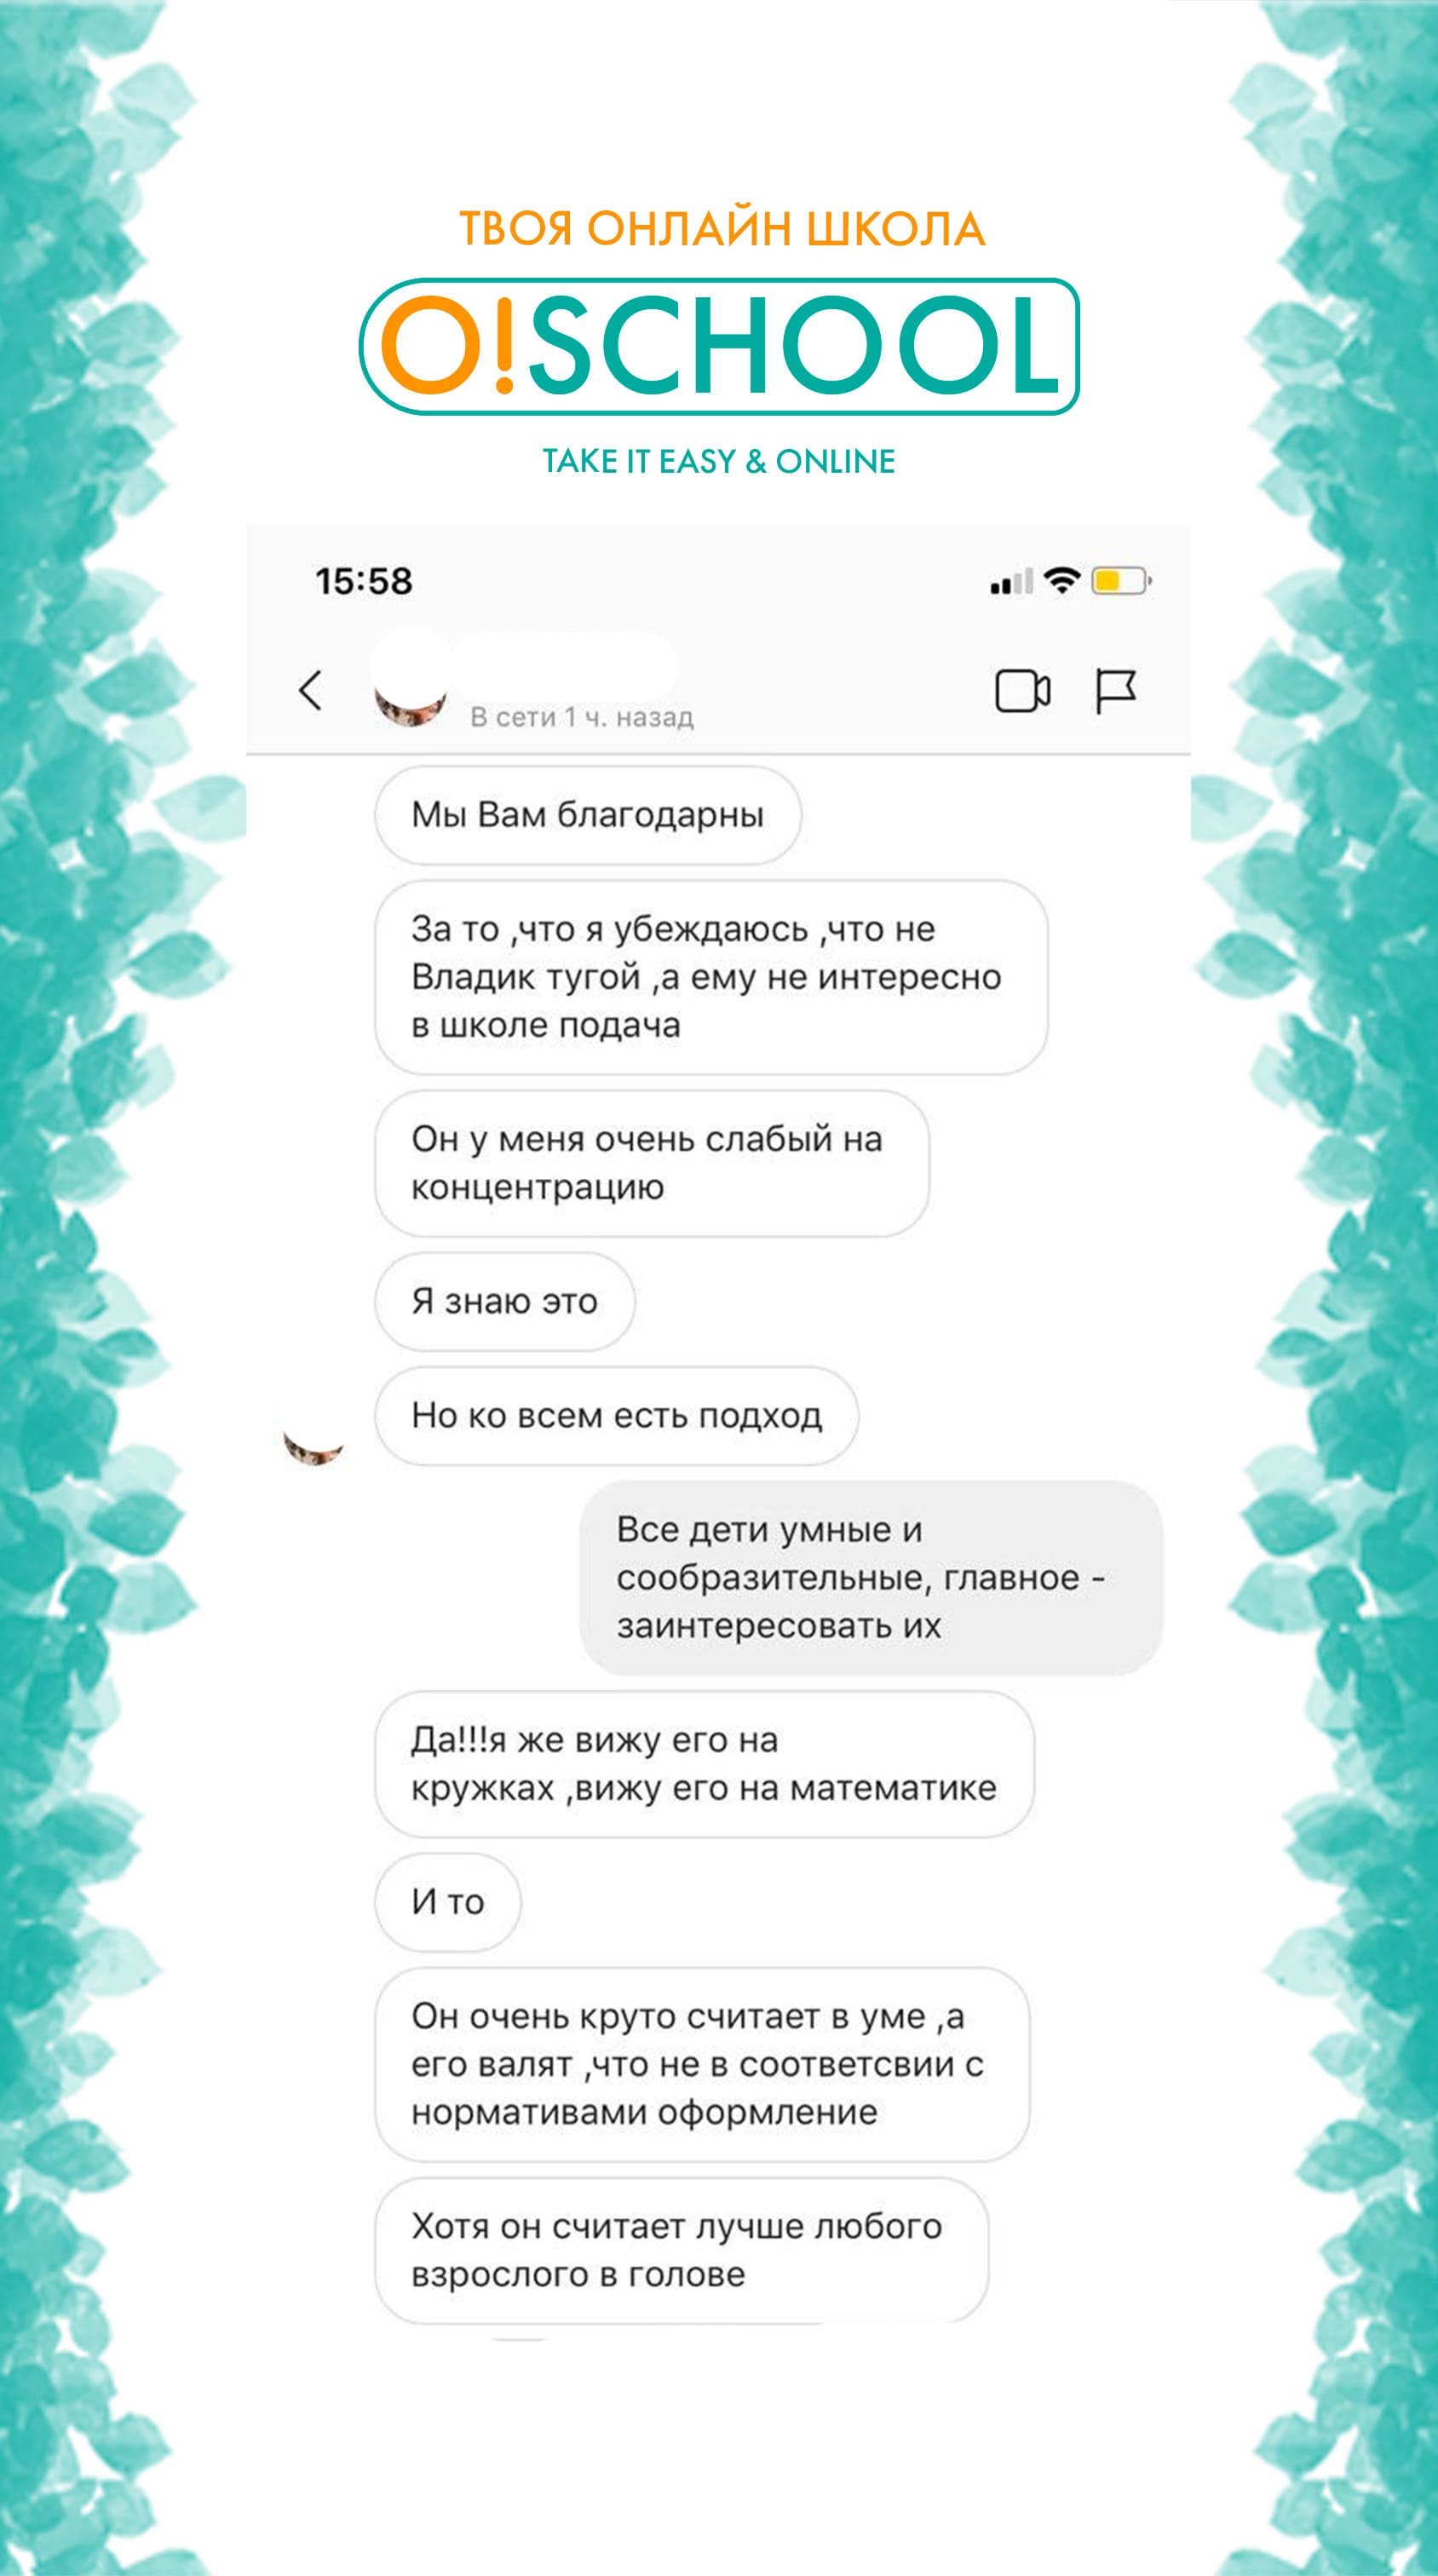 ТВОЯ ОНЛАЙН ШКОЛА
O!SCHOOL
TAKE IT EASY & ONLINE
15:58
В сети 1 ч. назад
Мы Вам благодарны
За то ,что я убеждаюсь ,что не
Владик тугой ,а ему не интересно
в школе подача
Он у меня очень слабый на
концентрацию
Я знаю это
Но ко всем есть подход
Все дети умные и
сообразительные, главное -
заинтересовать их
Да!!!я же вижу его на
кружках ,вижу его на математике
И то
Он очень круто считает в уме ,а
его валят ,что не в соответсвии с
нормативами оформление
Хотя он считает лучше любого
взрослого в голове